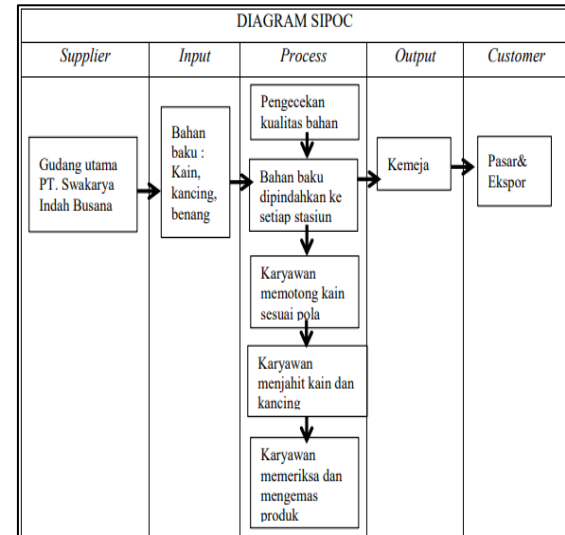 DIAGRAM SIPOC
Supplier
Input
Process
Output
Customer
Gudang utama
PT. Swakarya
Indah Busana
Bahan
baku :
Kain,
kancing,
benang
Pengecekan
kualitas bahan
Bahan baku
dipindahkan ke
setiap stasiun
Karyawan
memotong kain
sesuai pola
Karyawan
menjahit kain dan
kancing
Karyawan
memeriksa dan
mengemas
produk
Kemeja
Pasar&
Ekspor